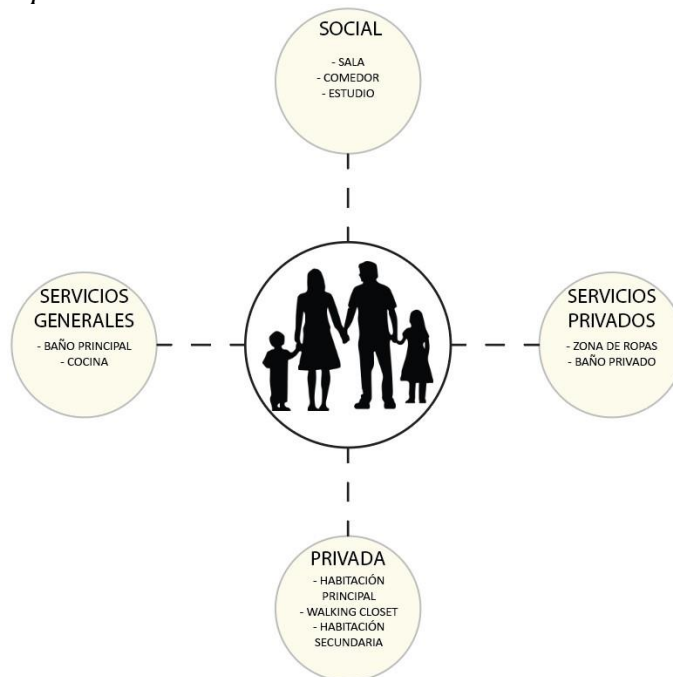 SOCIAL
- SALA
- COMEDOR
- ESTUDIO
SERVICIOS
GENERALES
- BAÑO PRINCIPAL
- COCINA
SERVICIOS
PRIVADOS
- ZONA DE ROPAS
- BAÑO PRIVADO
PRIVADA
- HABITACIÓN
PRINCIPAL
- WALKING CLOSET
- HABITACIÓN
SECUNDARIA